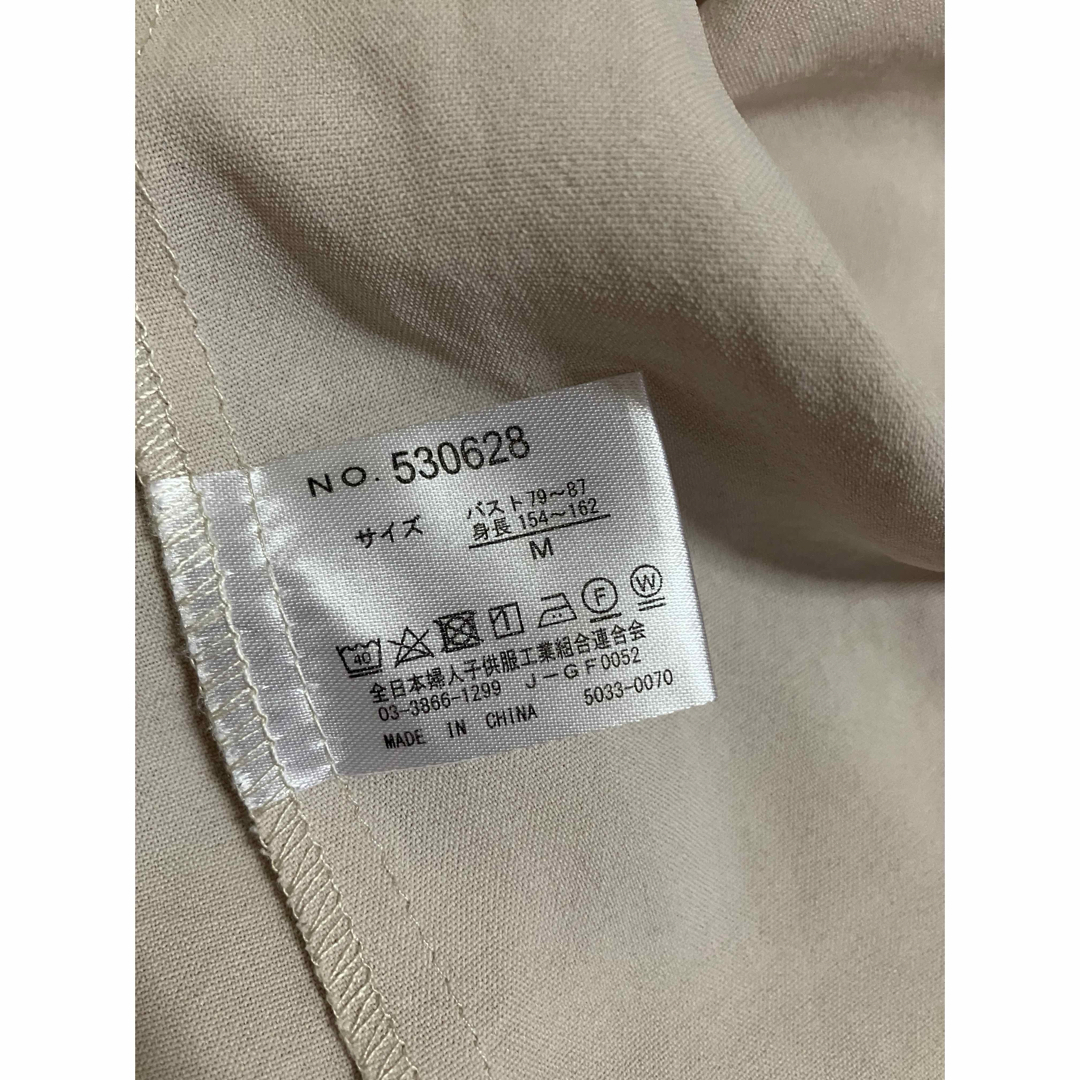 NO. 530628
バスト79～87
サイズ 身長 154～162
M
40 F W
全日本婦人子供服工業組合連合会
03-3866-1299 J-GF0052
MADE IN CHINA 5033-0070